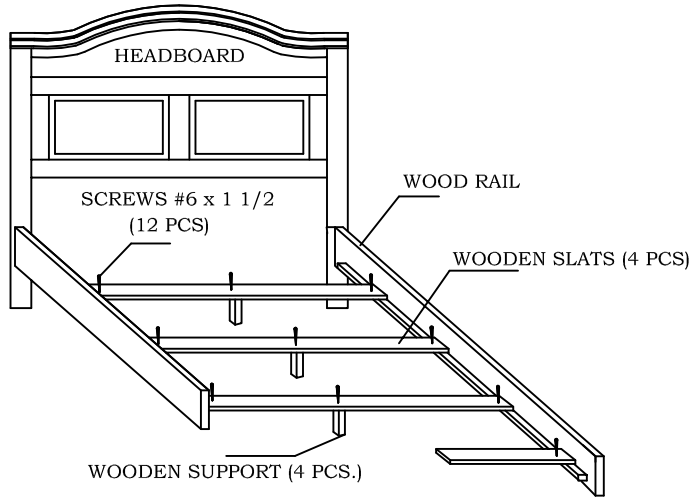 HEADBOARD
SCREWS #6 x 1 1/2
(12 PCS)
WOOD RAIL
WOODEN SLATS (4 PCS)
WOODEN SUPPORT (4 PCS.)